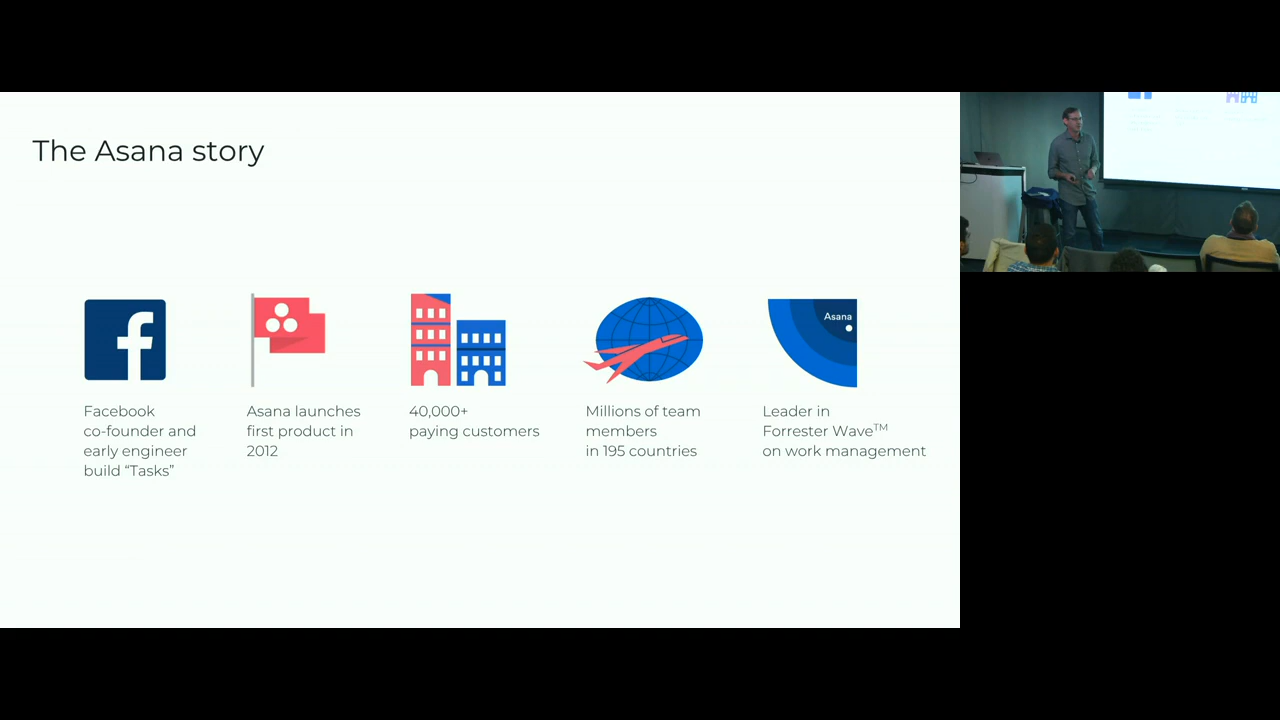 The Asana story
Facebook
co-founder and
early engineer
build “Tasks”
Asana launches
first product in
2012
40,000+
paying customers
Millions of team
members
in 195 countries
Asana
Leader in
Forrester Wave™
on work management